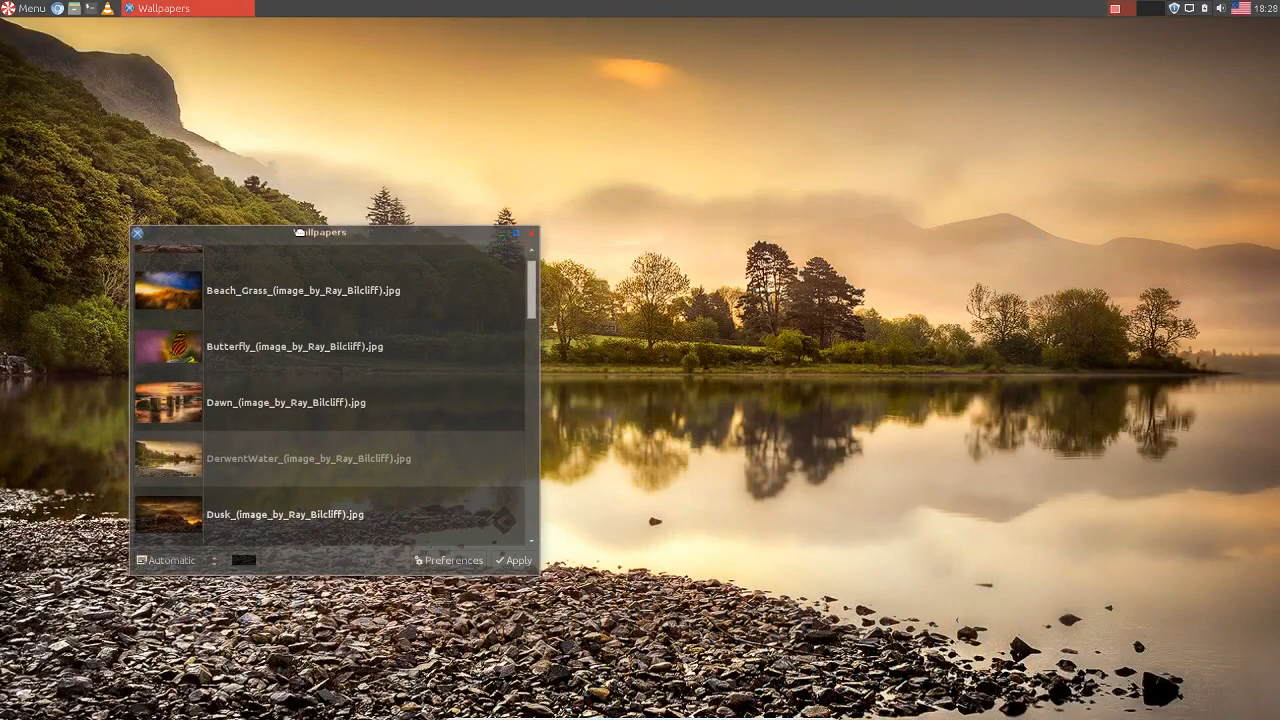 Menu
Wallpapers
18:28
Wallpapers
Beach_Grass_(image_by_Ray_Bilcliff).jpg
Butterfly_(image_by_Ray_Bilcliff).jpg
Dawn_(image_by_Ray_Bilcliff).jpg
DerwentWater_(image_by_Ray_Bilcliff).jpg
Dusk_(image_by_Ray_Bilcliff).jpg
Automatic
Preferences
Apply